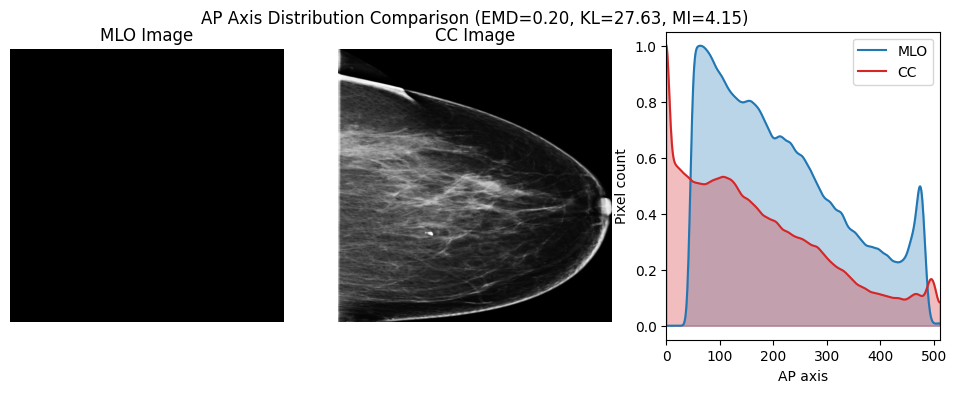 AP Axis Distribution Comparison (EMD=0.20, KL=27.63, MI=4.15)
MLO Image
CC Image
MLO
CC
Pixel count
1.0
0.8
0.6
0.4
0.2
0.0
0 100 200 300 400 500
AP axis